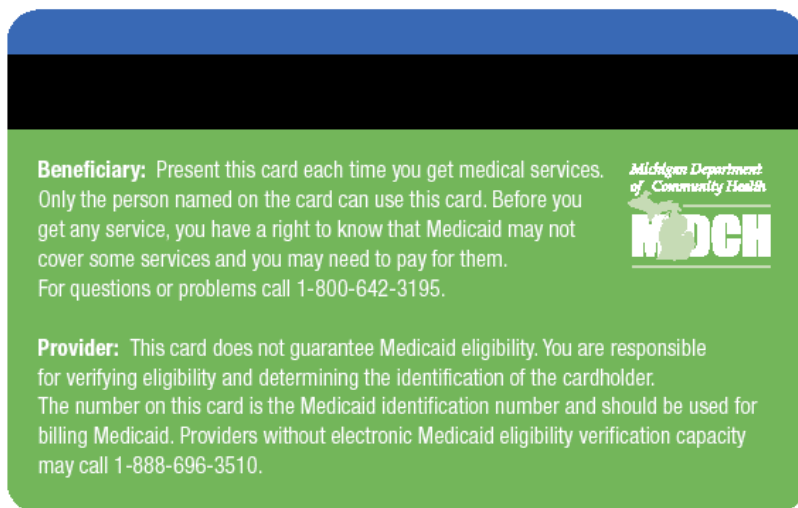 Beneficiary: Present this card each time you get medical services.
Only the person named on the card can use this card. Before you
get any service, you have a right to know that Medicaid may not
cover some services and you may need to pay for them.
For questions or problems call 1-800-642-3195.
Michigan Department
of Community Health
MDCH
Provider: This card does not guarantee Medicaid eligibility. You are responsible
for verifying eligibility and determining the identification of the cardholder.
The number on this card is the Medicaid identification number and should be used for
billing Medicaid. Providers without electronic Medicaid eligibility verification capacity
may call 1-888-696-3510.